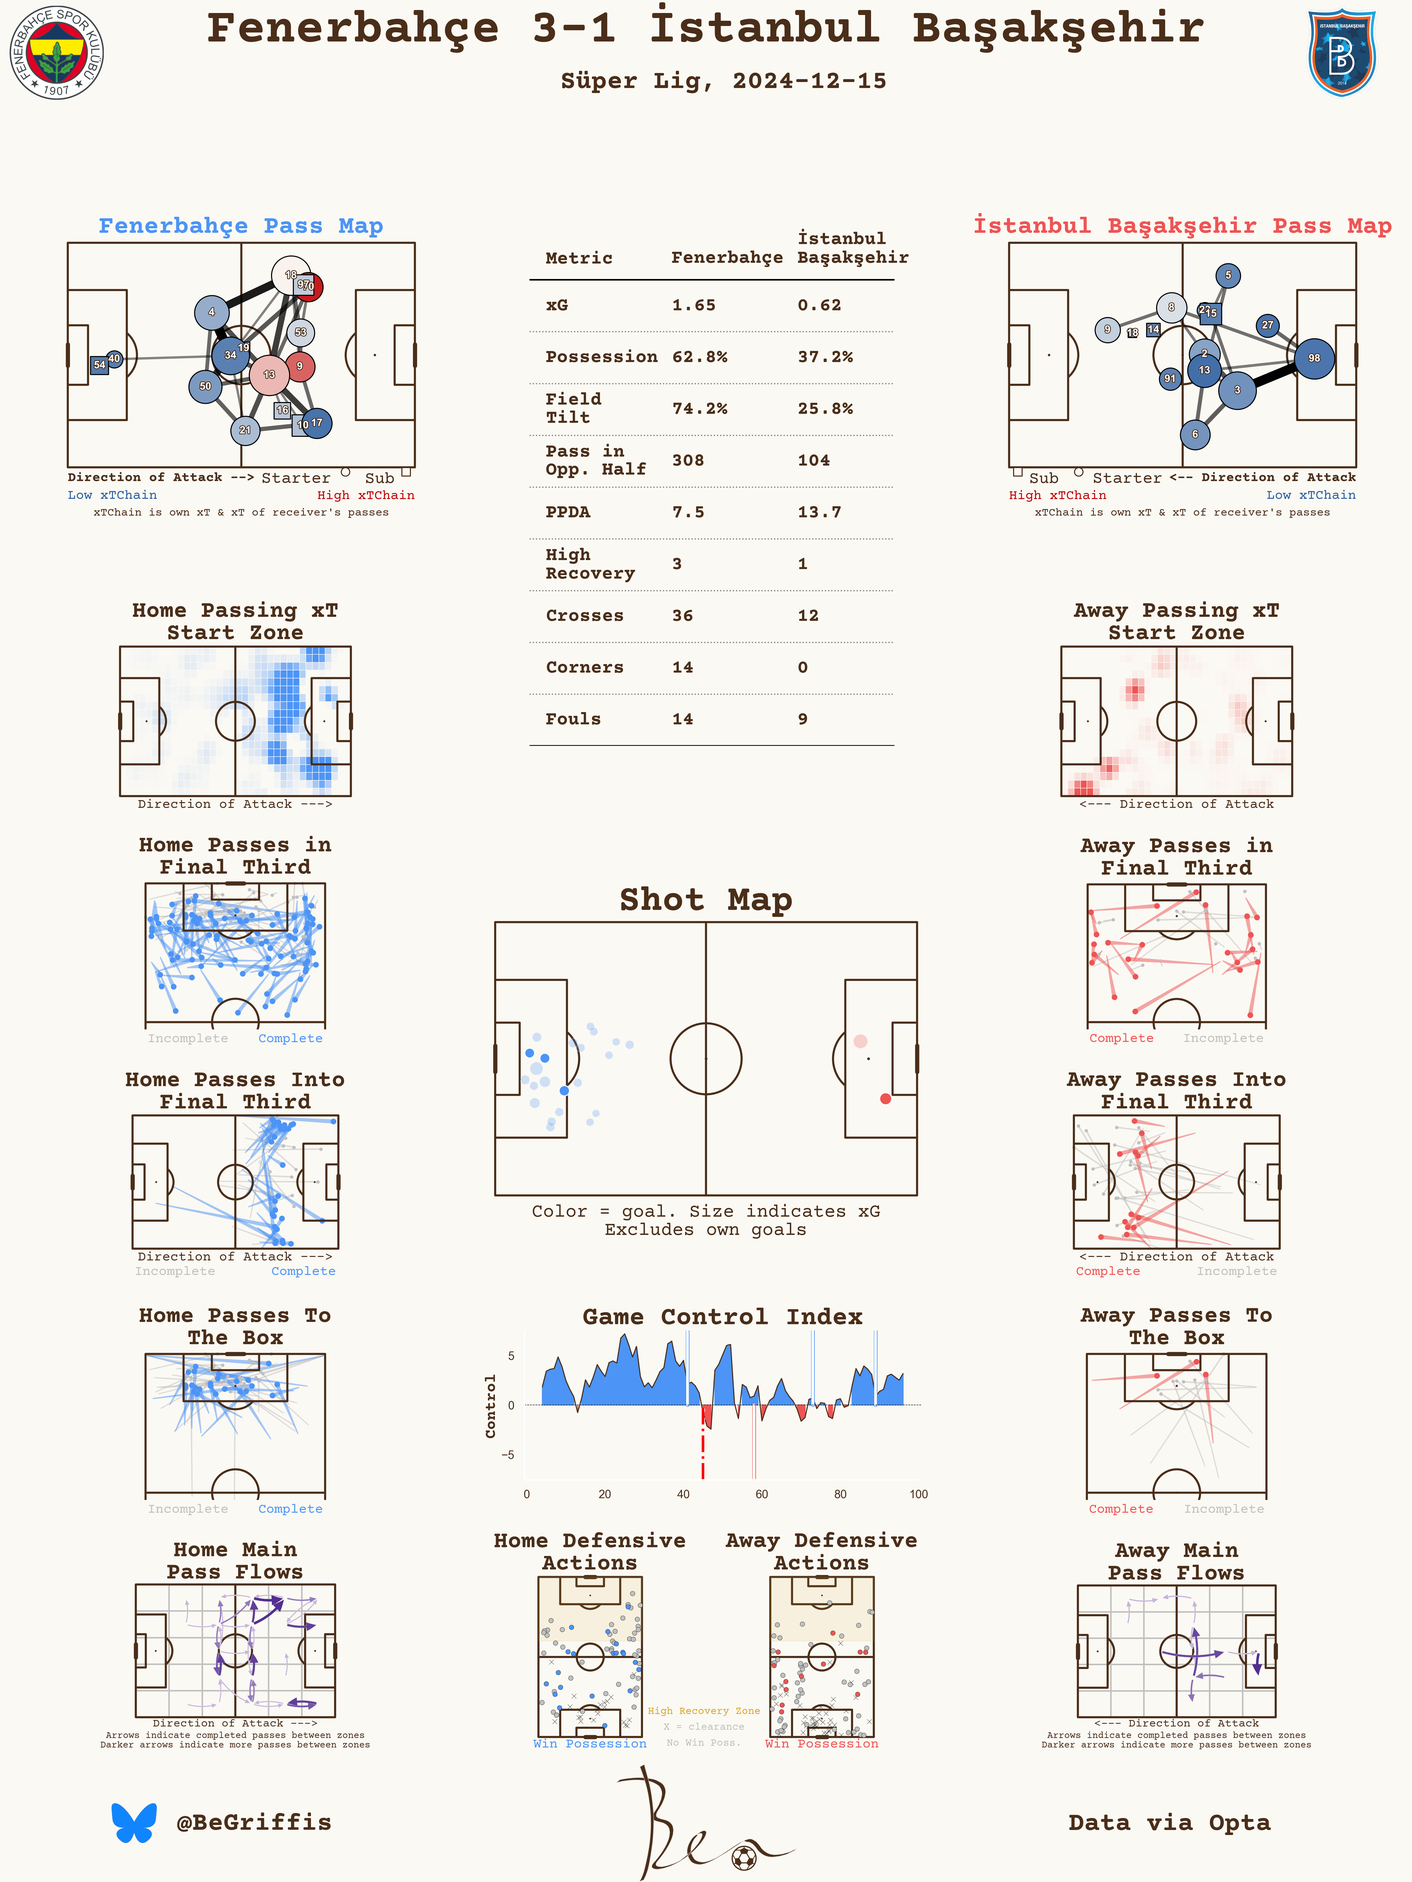 Fenerbahçe 3-1 İstanbul Başakşehir
Süper Lig, 2024-12-15
FENERBAHÇE SPOR KULÜBÜ
★ 1907 ★
İSTANBUL BAŞAKŞEHİR
B
2014
Fenerbahçe Pass Map
18
97
70
4
53
19
34
9
13
40
54
50
16
10
17
21
Direction of Attack --> Starter Sub
Low xTChain High xTChain
xTChain is own xT & xT of receiver's passes
Metric Fenerbahçe İstanbul
Başakşehir
xG 1.65 0.62
Possession 62.8% 37.2%
Field
Tilt 74.2% 25.8%
Pass in
Opp. Half 308 104
PPDA 7.5 13.7
High
Recovery 3 1
Crosses 36 12
Corners 14 0
Fouls 14 9
İstanbul Başakşehir Pass Map
5
8
15
9
18
14
27
2
98
13
91
3
6
Sub Starter <-- Direction of Attack
High xTChain Low xTChain
xTChain is own xT & xT of receiver's passes
Home Passing xT
Start Zone
Direction of Attack --->
Away Passing xT
Start Zone
<--- Direction of Attack
Home Passes in
Final Third
Incomplete Complete
Shot Map
Color = goal. Size indicates xG
Excludes own goals
Away Passes in
Final Third
Complete Incomplete
Home Passes Into
Final Third
Direction of Attack --->
Incomplete Complete
Away Passes Into
Final Third
<--- Direction of Attack
Complete Incomplete
Home Passes To
The Box
Incomplete Complete
Game Control Index
Control
5
0
−5
0 20 40 60 80 100
Away Passes To
The Box
Complete Incomplete
Home Main
Pass Flows
Direction of Attack --->
Arrows indicate completed passes between zones
Darker arrows indicate more passes between zones
Home Defensive
Actions
Win Possession
Away Defensive
Actions
Win Possession
High Recovery Zone
X = clearance
No Win Poss.
Away Main
Pass Flows
<--- Direction of Attack
Arrows indicate completed passes between zones
Darker arrows indicate more passes between zones
@BeGriffis
Ben
Data via Opta